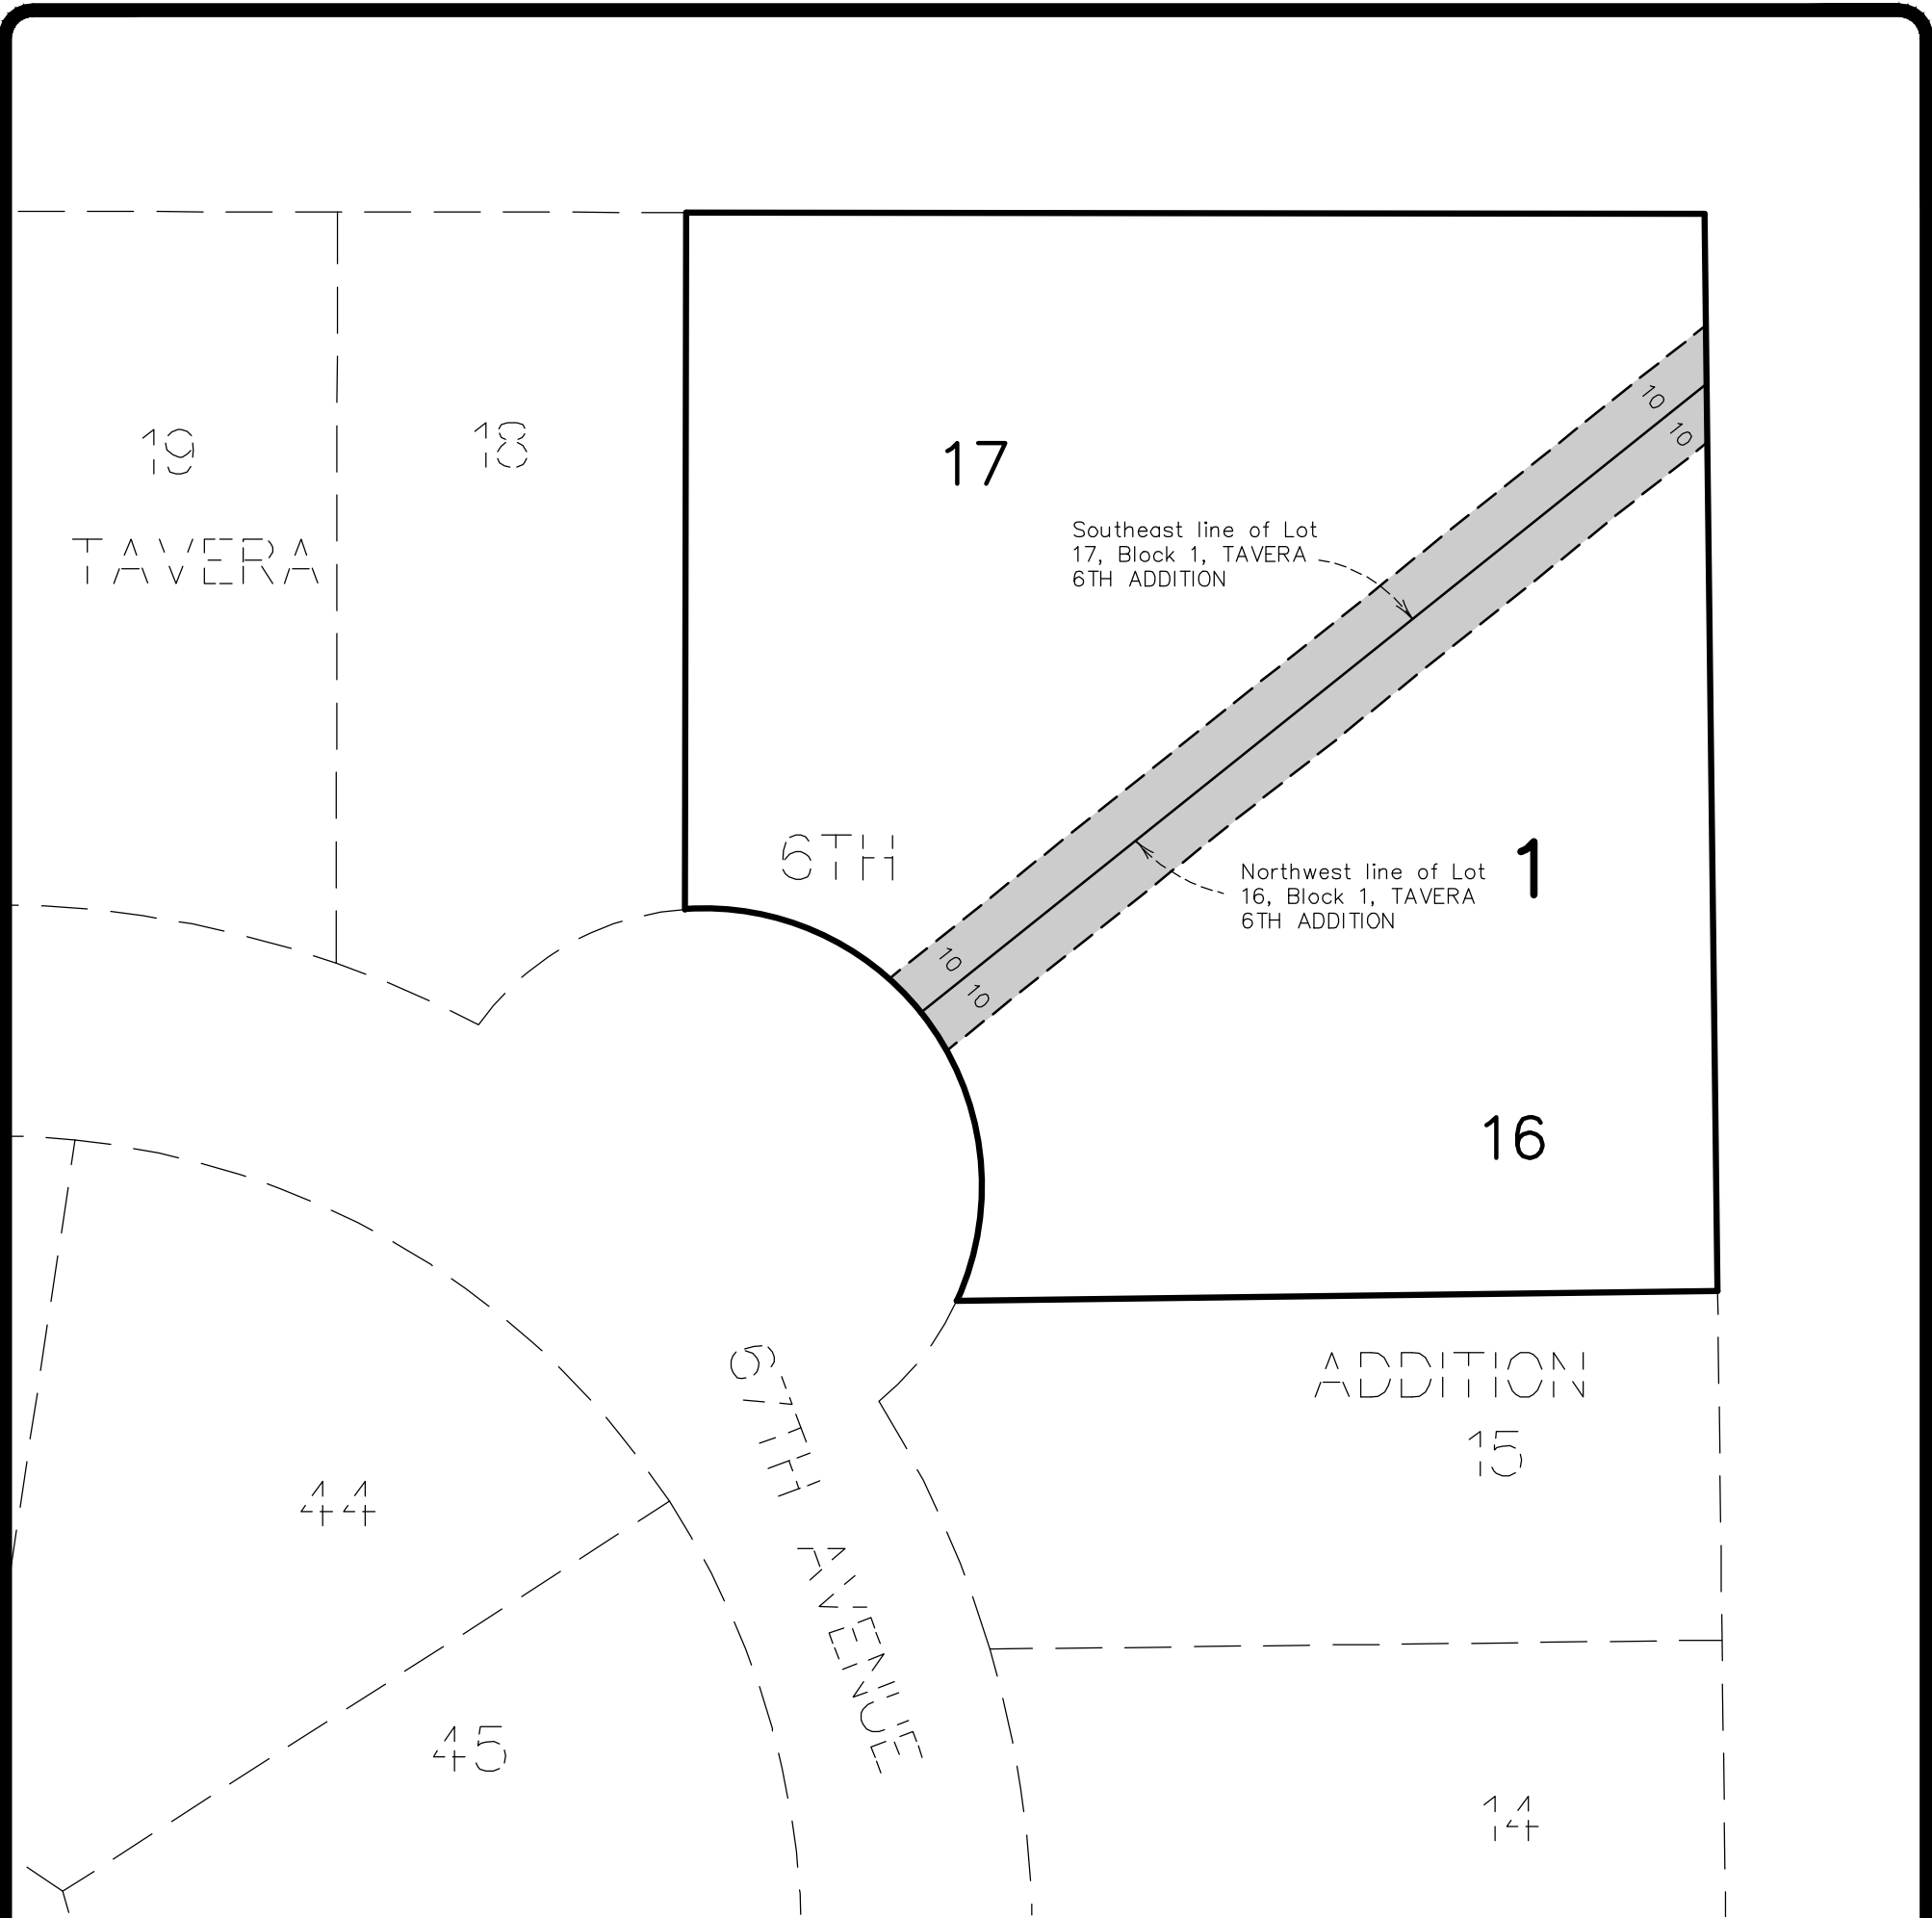 10
10
19
18
17
Southeast line of Lot
17, Block 1, TAVERA
6TH ADDITION
TAVERA
6TH
1
Northwest line of Lot
16, Block 1, TAVERA
6TH ADDITION
10
10
16
67TH AVENUE
ADDITION
15
44
45
14